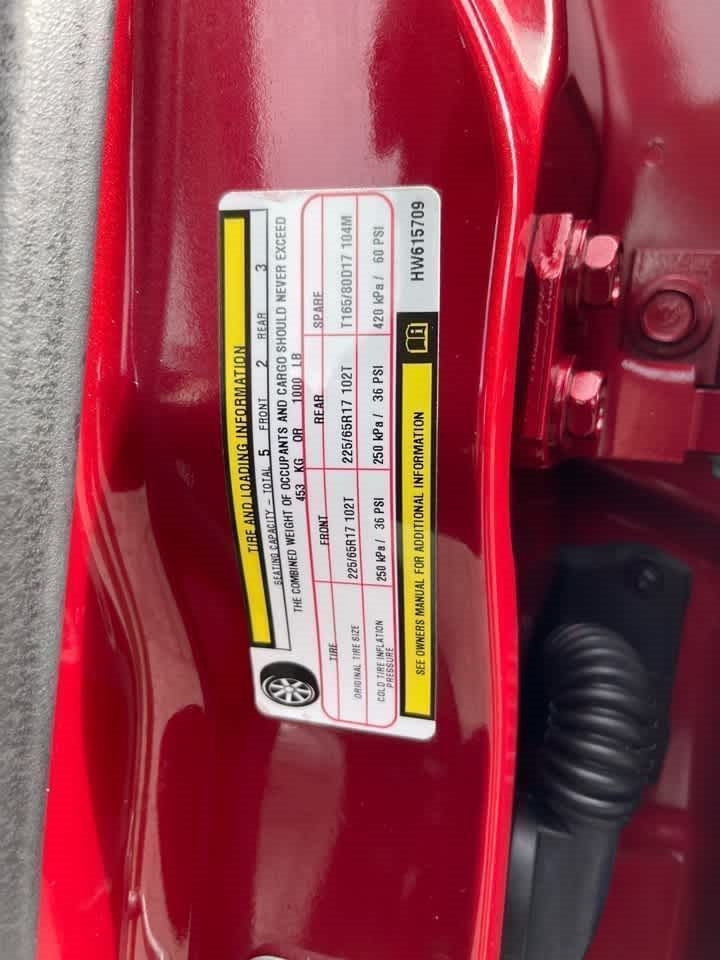 TIRE AND LOADING INFORMATION
SEATING CAPACITY - TOTAL 5 FRONT 2 REAR 3
THE COMBINED WEIGHT OF OCCUPANTS AND CARGO SHOULD NEVER EXCEED
453 KG OR 1000 LB
TIRE FRONT REAR SPARE
ORIGINAL TIRE SIZE 225/65R17 102T 225/65R17 102T T165/80D17 104M
COLD TIRE INFLATION
PRESSURE 250 kPa / 36 PSI 250 kPa / 36 PSI 420 kPa / 60 PSI
SEE OWNERS MANUAL FOR ADDITIONAL INFORMATION HW615709